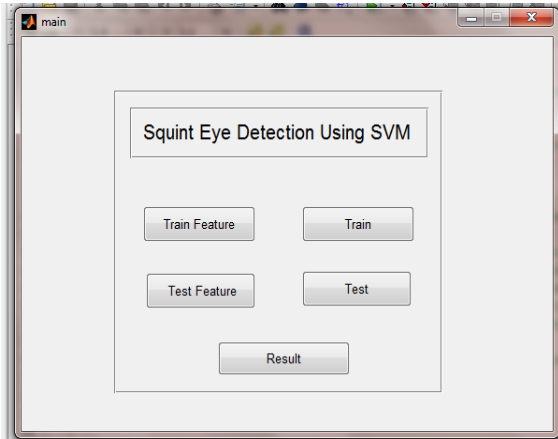 main
Squint Eye Detection Using SVM
Train Feature
Train
Test Feature
Test
Result